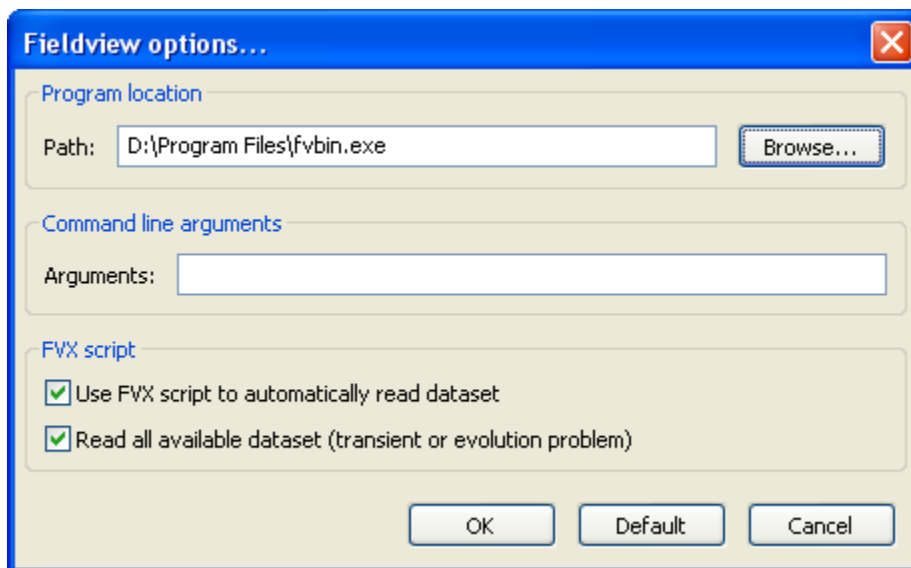 Fieldview options...
Program location
Path: D:\Program Files\fvbin.exe Browse...
Command line arguments
Arguments:
FVX script
Use FVX script to automatically read dataset
Read all available dataset (transient or evolution problem)
OK Default Cancel